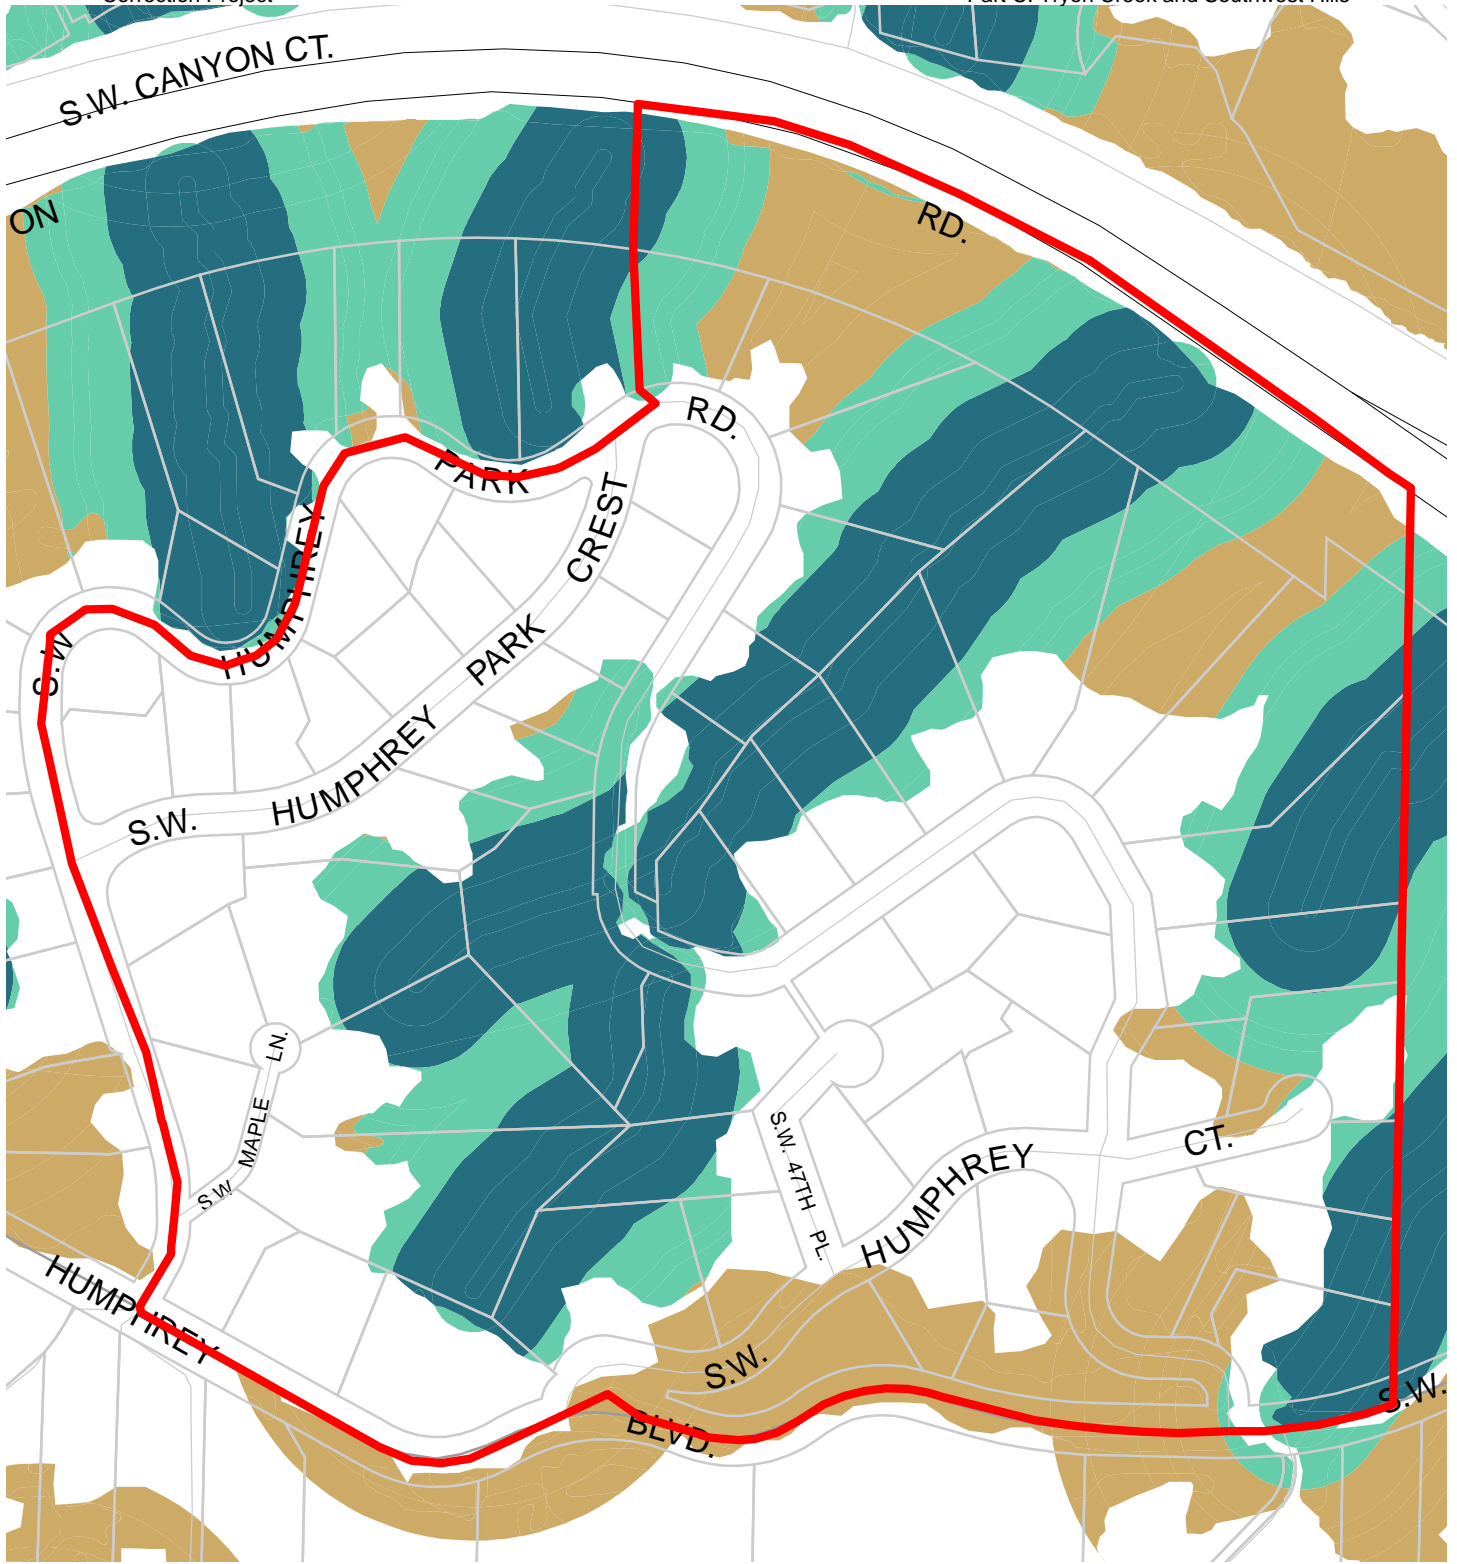 S.W. CANYON CT.
ON
RD.
RD.
PARK
CREST
HUMPHREY
S.W
PARK
HUMPHREY
S.W.
LN.
MAPLE
S.W
S.W. 47TH PL.
HUMPHREY
CT.
HUMPHREY
S.W.
BLVD.
S.W.